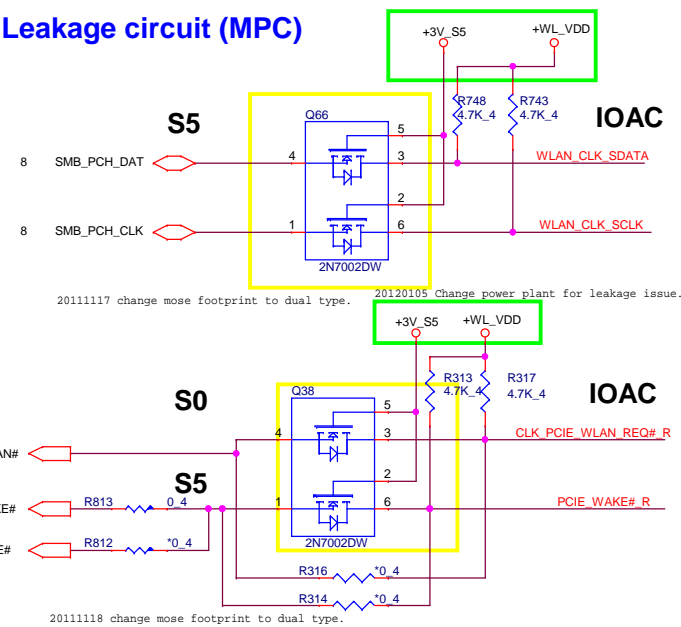 Leakage circuit (MPC)
+3V_S5
+WL_VDD
R748
4.7K_4
R743
4.7K_4
S5
IOAC
Q66
5
8
SMB_PCH_DAT
4
3
WLAN_CLK_SDATA
2
8
SMB_PCH_CLK
1
6
WLAN_CLK_SCLK
2N7002DW
20111117 change mose footprint to dual type.
20120105 Change power plant for leakage issue.
+3V_S5
+WL_VDD
R313
4.7K_4
R317
4.7K_4
S0
IOAC
Q38
5
4
3
CLK_PCIE_WLAN_REQ#_R
AN#
S5
2
KE#
R813
0_4
1
6
PCIE_WAKE#_R
E#
R812
*0_4
2N7002DW
R316
*0_4
R314
*0_4
20111118 change mose footprint to dual type.